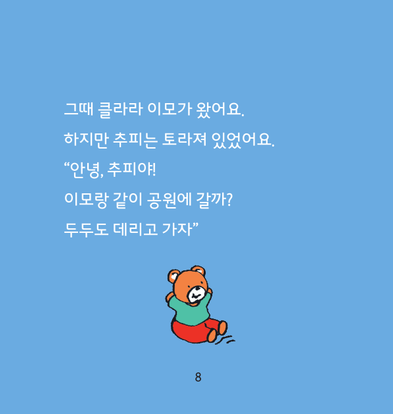 그때 클라라 이모가 왔어요.
하지만 추피는 토라져 있었어요.
“안녕, 추피야!
이모랑 같이 공원에 갈까?
두두도 데리고 가자”
8